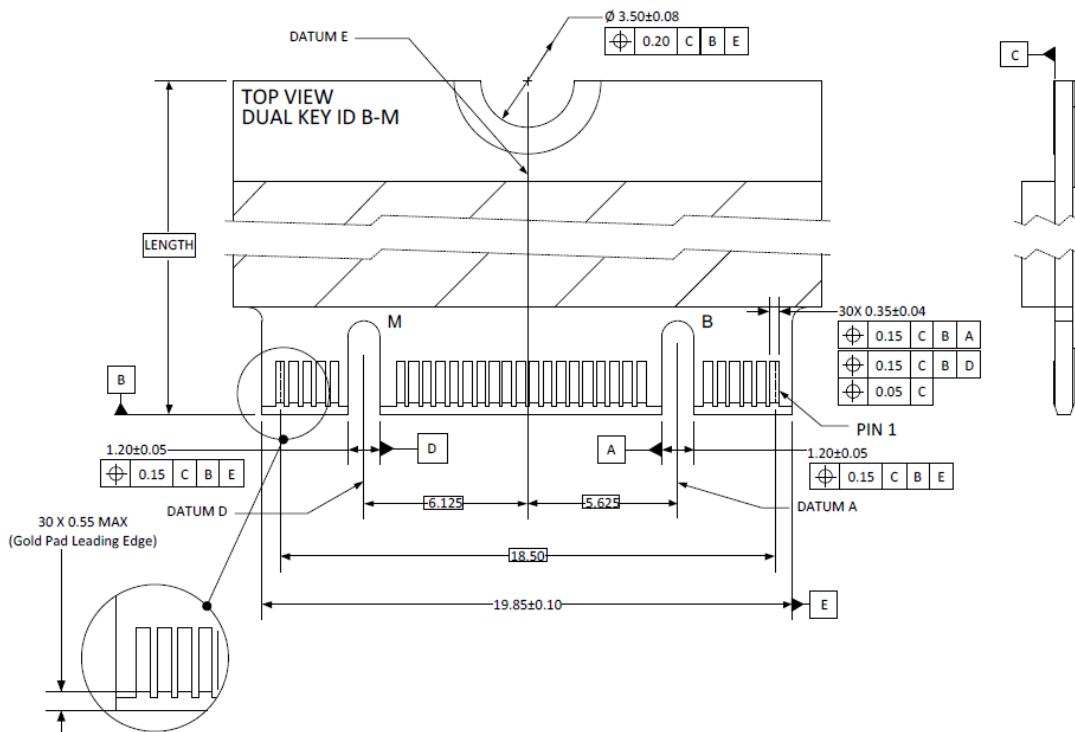 Ø 3.50±0.08
⌖ 0.20 C B E
DATUM E
C
TOP VIEW
DUAL KEY ID B-M
LENGTH
M
B
30X 0.35±0.04
⌖ 0.15 C B A
⌖ 0.15 C B D
⌖ 0.05 C
B
PIN 1
1.20±0.05
⌖ 0.15 C B E
D
A
1.20±0.05
⌖ 0.15 C B E
6.125
5.625
DATUM D
DATUM A
30 X 0.55 MAX
(Gold Pad Leading Edge)
18.50
19.85±0.10
E